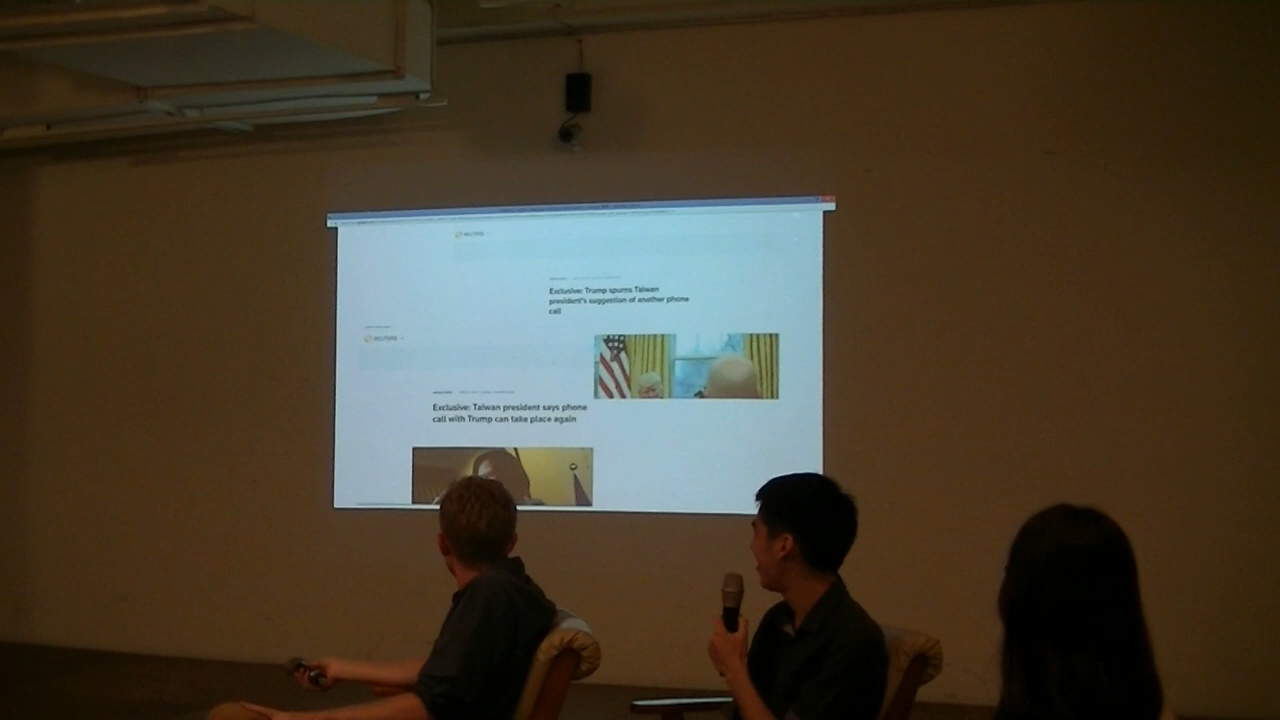 REUTERS
Exclusive: Trump spurns Taiwan
president's suggestion of another phone
call
REUTERS
Exclusive: Taiwan president says phone
call with Trump can take place again